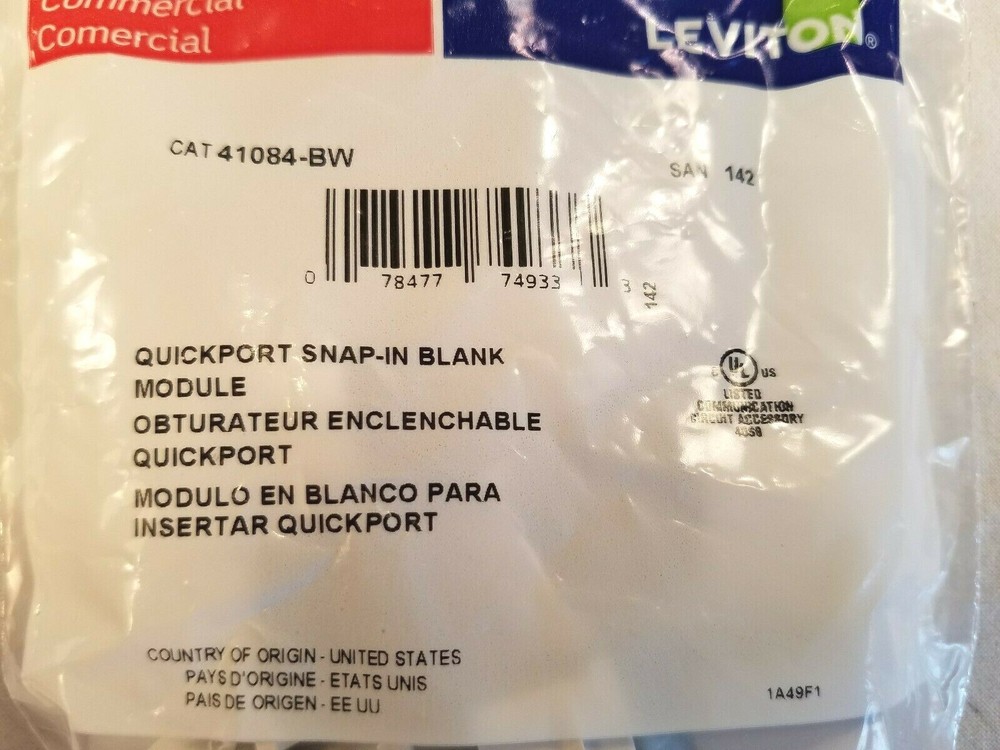 Commercial
Comercial
LEVITON®
CAT 41084-BW
SAN 142
0 78477 74933 3
142
QUICKPORT SNAP-IN BLANK
MODULE
OBTURATEUR ENCLENCHABLE
QUICKPORT
MODULO EN BLANCO PARA
INSERTAR QUICKPORT
C UL US
LISTED
COMMUNICATION
CIRCUIT ACCESSORY
COUNTRY OF ORIGIN - UNITED STATES
PAYS D'ORIGINE - ETATS UNIS
PAIS DE ORIGEN - EE UU
1A49F1